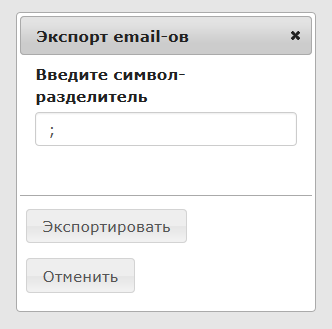 Экспорт email-ов
Введите символ-
разделитель
;
Экспортировать
Отменить